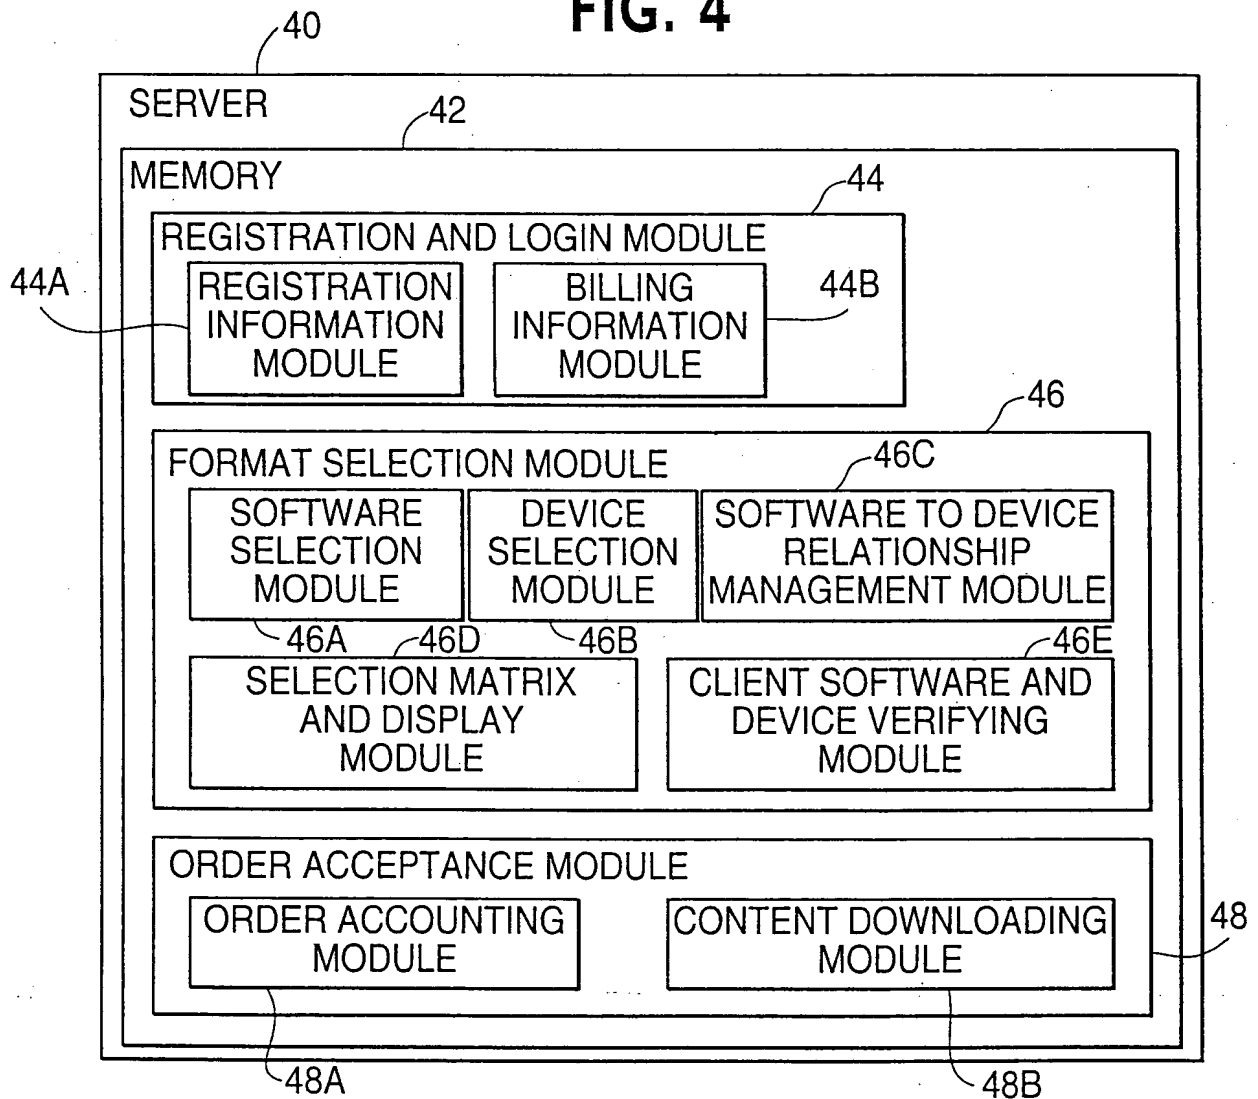 FIG. 4
40
SERVER
42
MEMORY
44
REGISTRATION AND LOGIN MODULE
44A
REGISTRATION
INFORMATION
MODULE
BILLING
INFORMATION
MODULE
44B
46
FORMAT SELECTION MODULE
46C
SOFTWARE
SELECTION
MODULE
DEVICE
SELECTION
MODULE
SOFTWARE TO DEVICE
RELATIONSHIP
MANAGEMENT MODULE
46A
46D
46B
46E
SELECTION MATRIX
AND DISPLAY
MODULE
CLIENT SOFTWARE AND
DEVICE VERIFYING
MODULE
ORDER ACCEPTANCE MODULE
ORDER ACCOUNTING
MODULE
CONTENT DOWNLOADING
MODULE
48
48A
48B